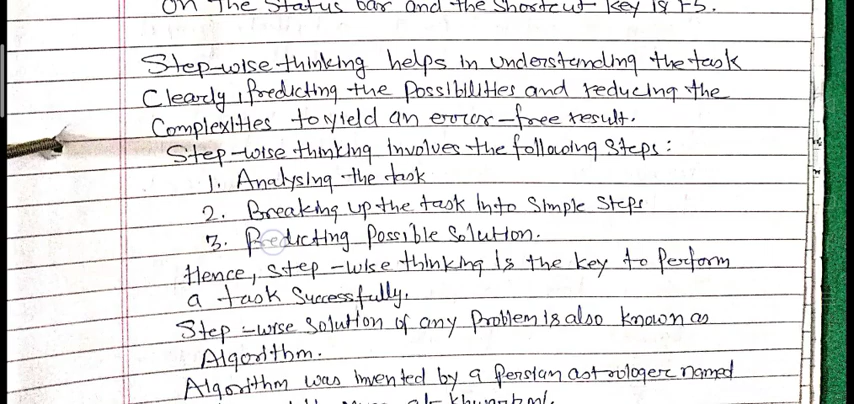 on the status bar and the shortcut key is F5.
Step-wise thinking helps in understanding the task
Clearly, Predicting the Possibilities and reducing the
Complexities to yield an error-free result.
Step-wise thinking involves the following steps:
1. Analysing the task
2. Breaking up the task into simple steps
3. Predicting Possible Solution.
Hence, step-wise thinking is the key to perform
a task successfully.
Step-wise solution of any Problem is also known as
Algorithm.
Algorithm was invented by a Persian astrologer named
al-